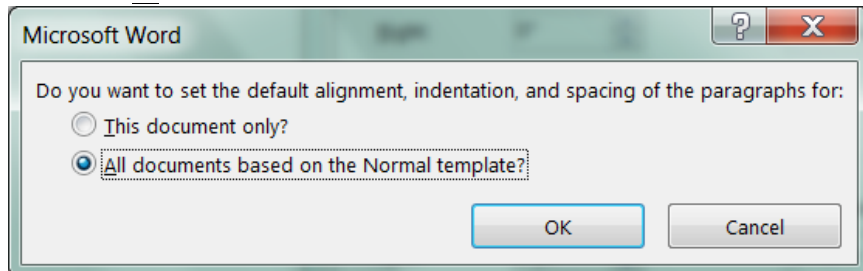 Microsoft Word
?
X
Do you want to set the default alignment, indentation, and spacing of the paragraphs for:
This document only?
All documents based on the Normal template?
OK Cancel